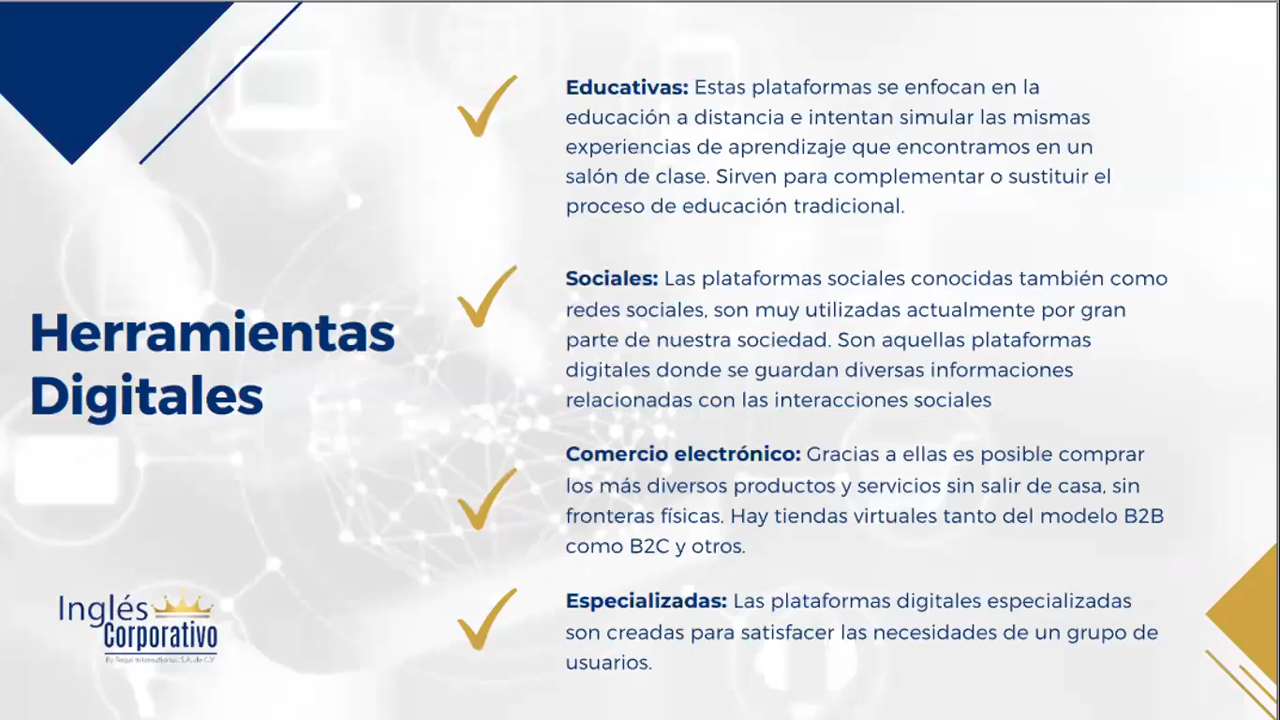 Herramientas
Digitales
Educativas: Estas plataformas se enfocan en la
educación a distancia e intentan simular las mismas
experiencias de aprendizaje que encontramos en un
salón de clase. Sirven para complementar o sustituir el
proceso de educación tradicional.
Sociales: Las plataformas sociales conocidas también como
redes sociales, son muy utilizadas actualmente por gran
parte de nuestra sociedad. Son aquellas plataformas
digitales donde se guardan diversas informaciones
relacionadas con las interacciones sociales
Comercio electrónico: Gracias a ellas es posible comprar
los más diversos productos y servicios sin salir de casa, sin
fronteras físicas. Hay tiendas virtuales tanto del modelo B2B
como B2C y otros.
Especializadas: Las plataformas digitales especializadas
son creadas para satisfacer las necesidades de un grupo de
usuarios.
Inglés
Corporativo